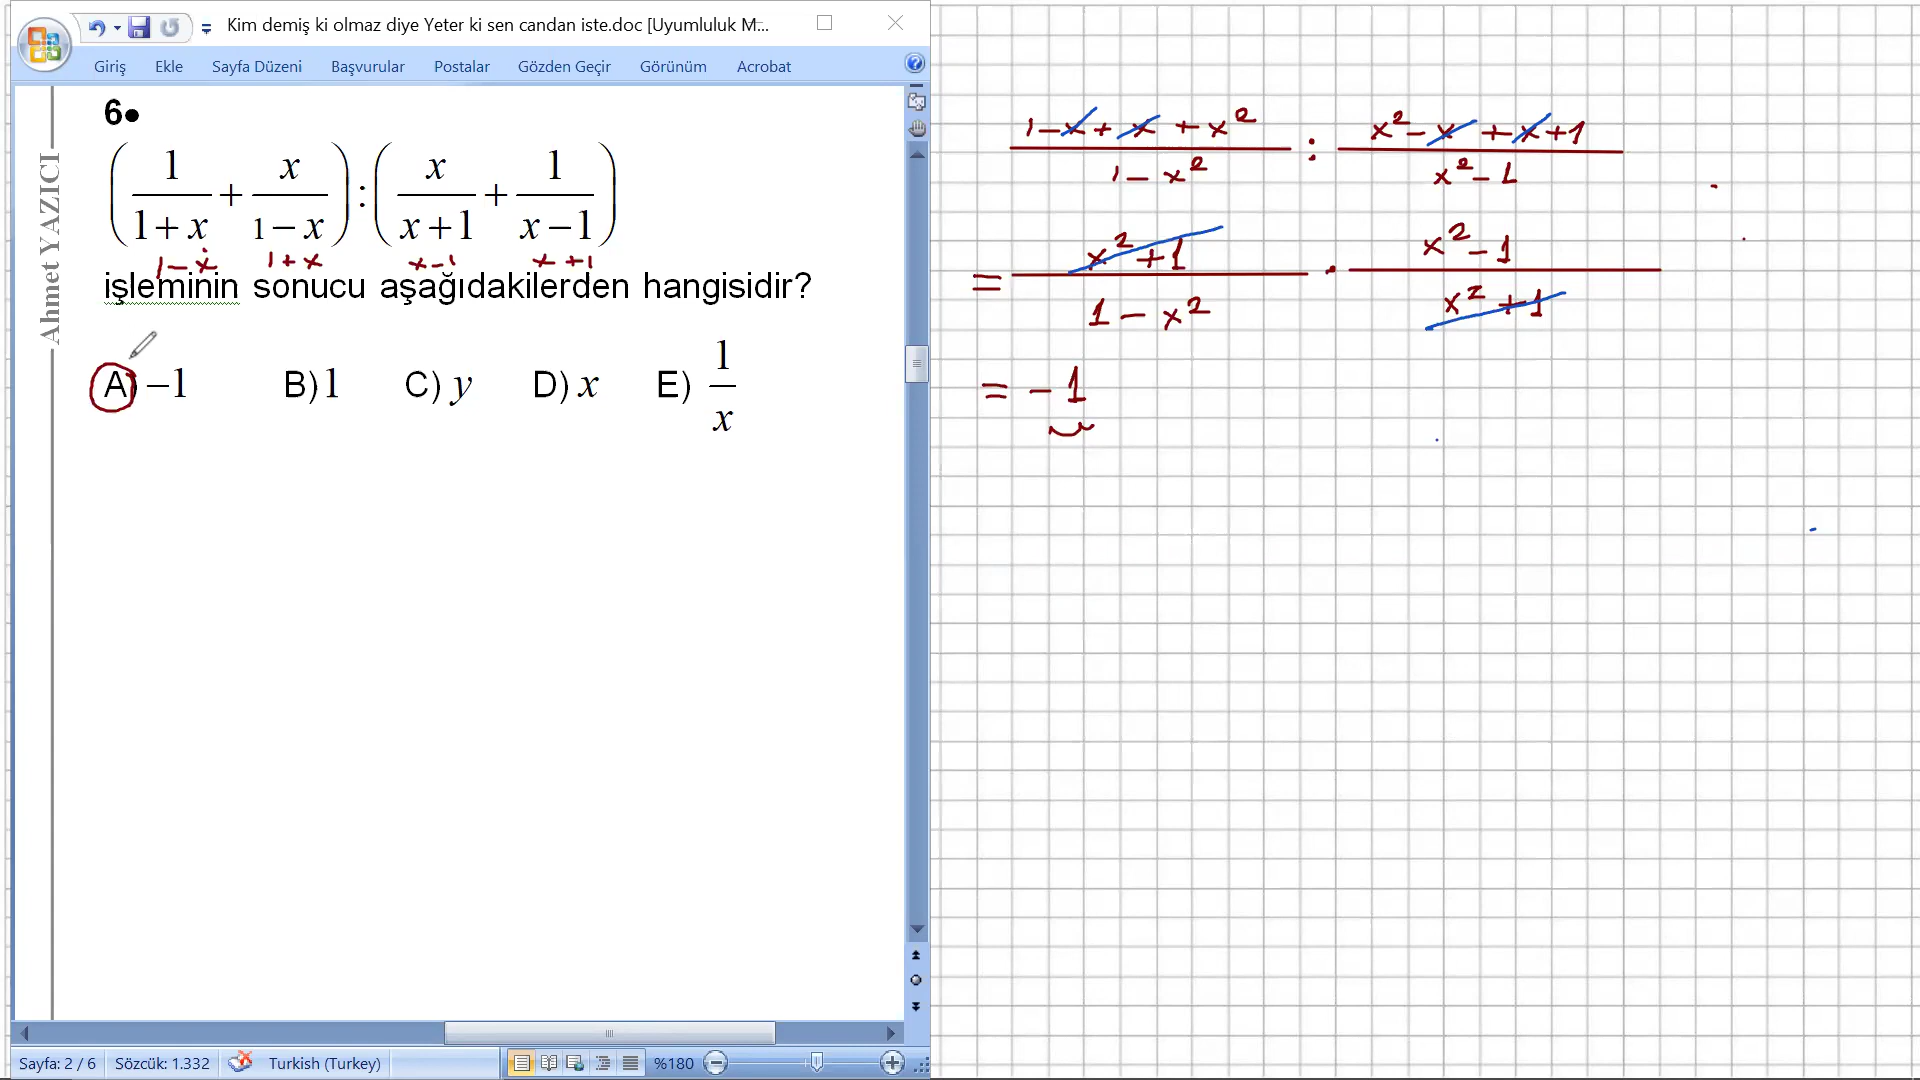 Kim demiş ki olmaz diye Yeter ki sen candan iste.doc [Uyumluluk M...
Giriş Ekle Sayfa Düzeni Başvurular Postalar Gözden Geçir Görünüm Acrobat
Ahmet YAZICI
6•
(1/(1+x) + x/(1−x)) : (x/(x+1) + 1/(x−1))
1−x 1+x x−1 x+1
işleminin sonucu aşağıdakilerden hangisidir?
A) −1 B) 1 C) y D) x E) 1/x
(1−x+x+x²)/(1−x²) : (x²−x+x+1)/(x²−1)
= (x²+1)/(1−x²) · (x²−1)/(x²+1)
= −1
Sayfa: 2 / 6 Sözcük: 1.332 Turkish (Turkey) %180